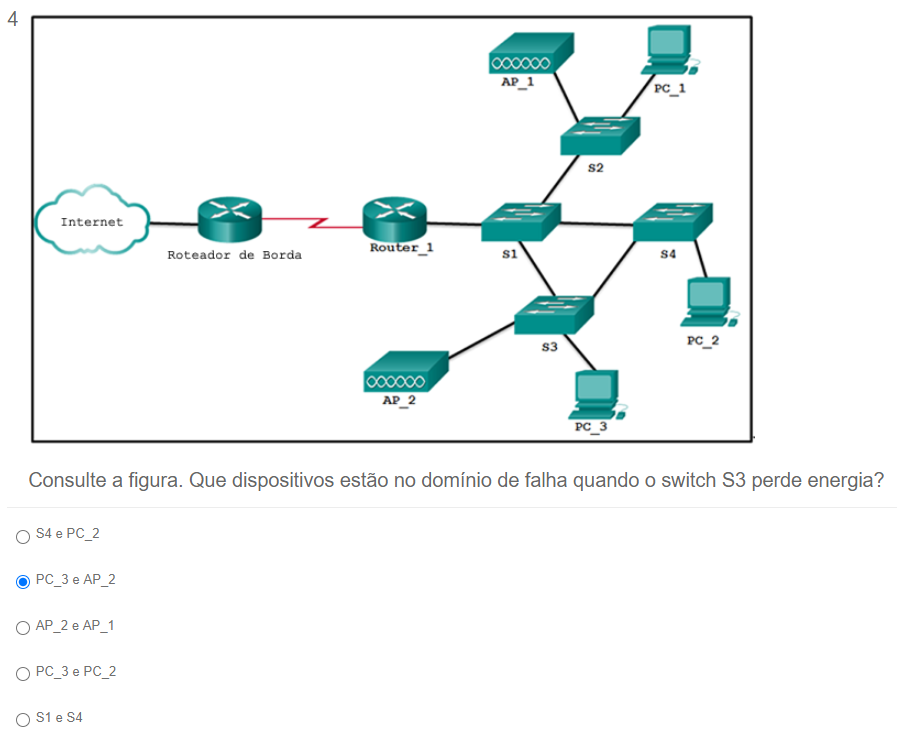 4
AP_1
PC_1
S2
Internet
Roteador de Borda
Router_1
S1
S4
S3
PC_2
AP_2
PC_3
Consulte a figura. Que dispositivos estão no domínio de falha quando o switch S3 perde energia?
S4 e PC_2
PC_3 e AP_2
AP_2 e AP_1
PC_3 e PC_2
S1 e S4